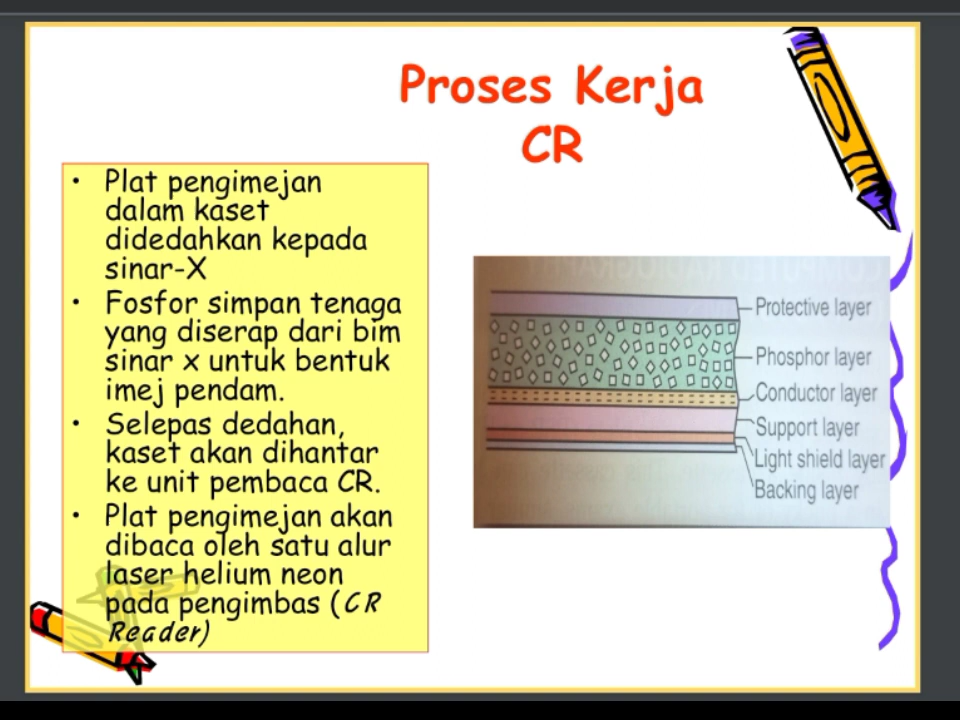 Proses Kerja
CR
• Plat pengimejan
dalam kaset
didedahkan kepada
sinar-X
• Fosfor simpan tenaga
yang diserap dari bim
sinar x untuk bentuk
imej pendam.
• Selepas dedahan,
kaset akan dihantar
ke unit pembaca CR.
• Plat pengimejan akan
dibaca oleh satu alur
laser helium neon
pada pengimbas (CR
Reader)
Protective layer
Phosphor layer
Conductor layer
Support layer
Light shield layer
Backing layer